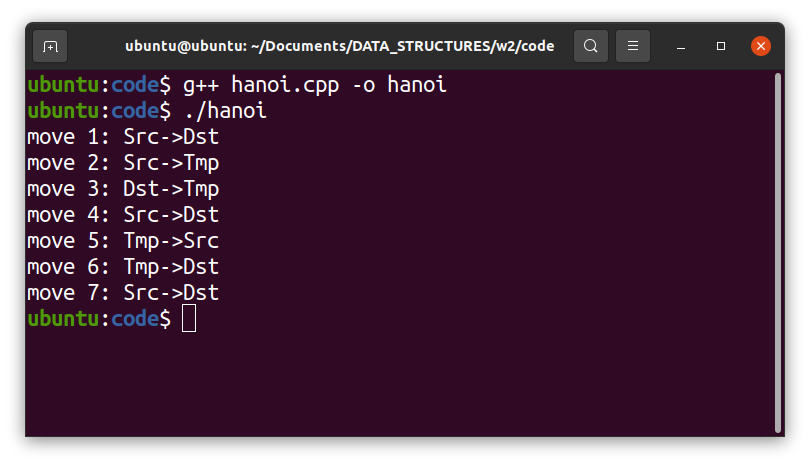 ubuntu@ubuntu: ~/Documents/DATA_STRUCTURES/w2/code
ubuntu:code$ g++ hanoi.cpp -o hanoi
ubuntu:code$ ./hanoi
move 1: Src->Dst
move 2: Src->Tmp
move 3: Dst->Tmp
move 4: Src->Dst
move 5: Tmp->Src
move 6: Tmp->Dst
move 7: Src->Dst
ubuntu:code$